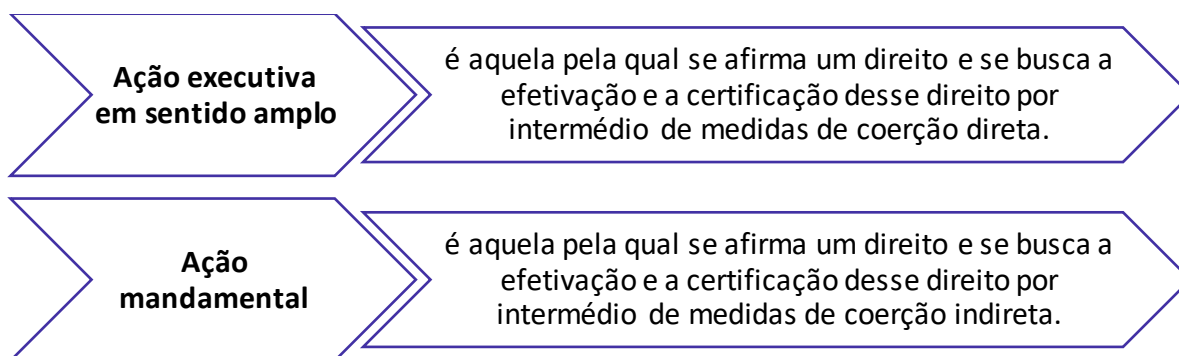 Ação executiva
em sentido amplo
é aquela pela qual se afirma um direito e se busca a
efetivação e a certificação desse direito por
intermédio de medidas de coerção direta.
Ação
mandamental
é aquela pela qual se afirma um direito e se busca a
efetivação e a certificação desse direito por
intermédio de medidas de coerção indireta.